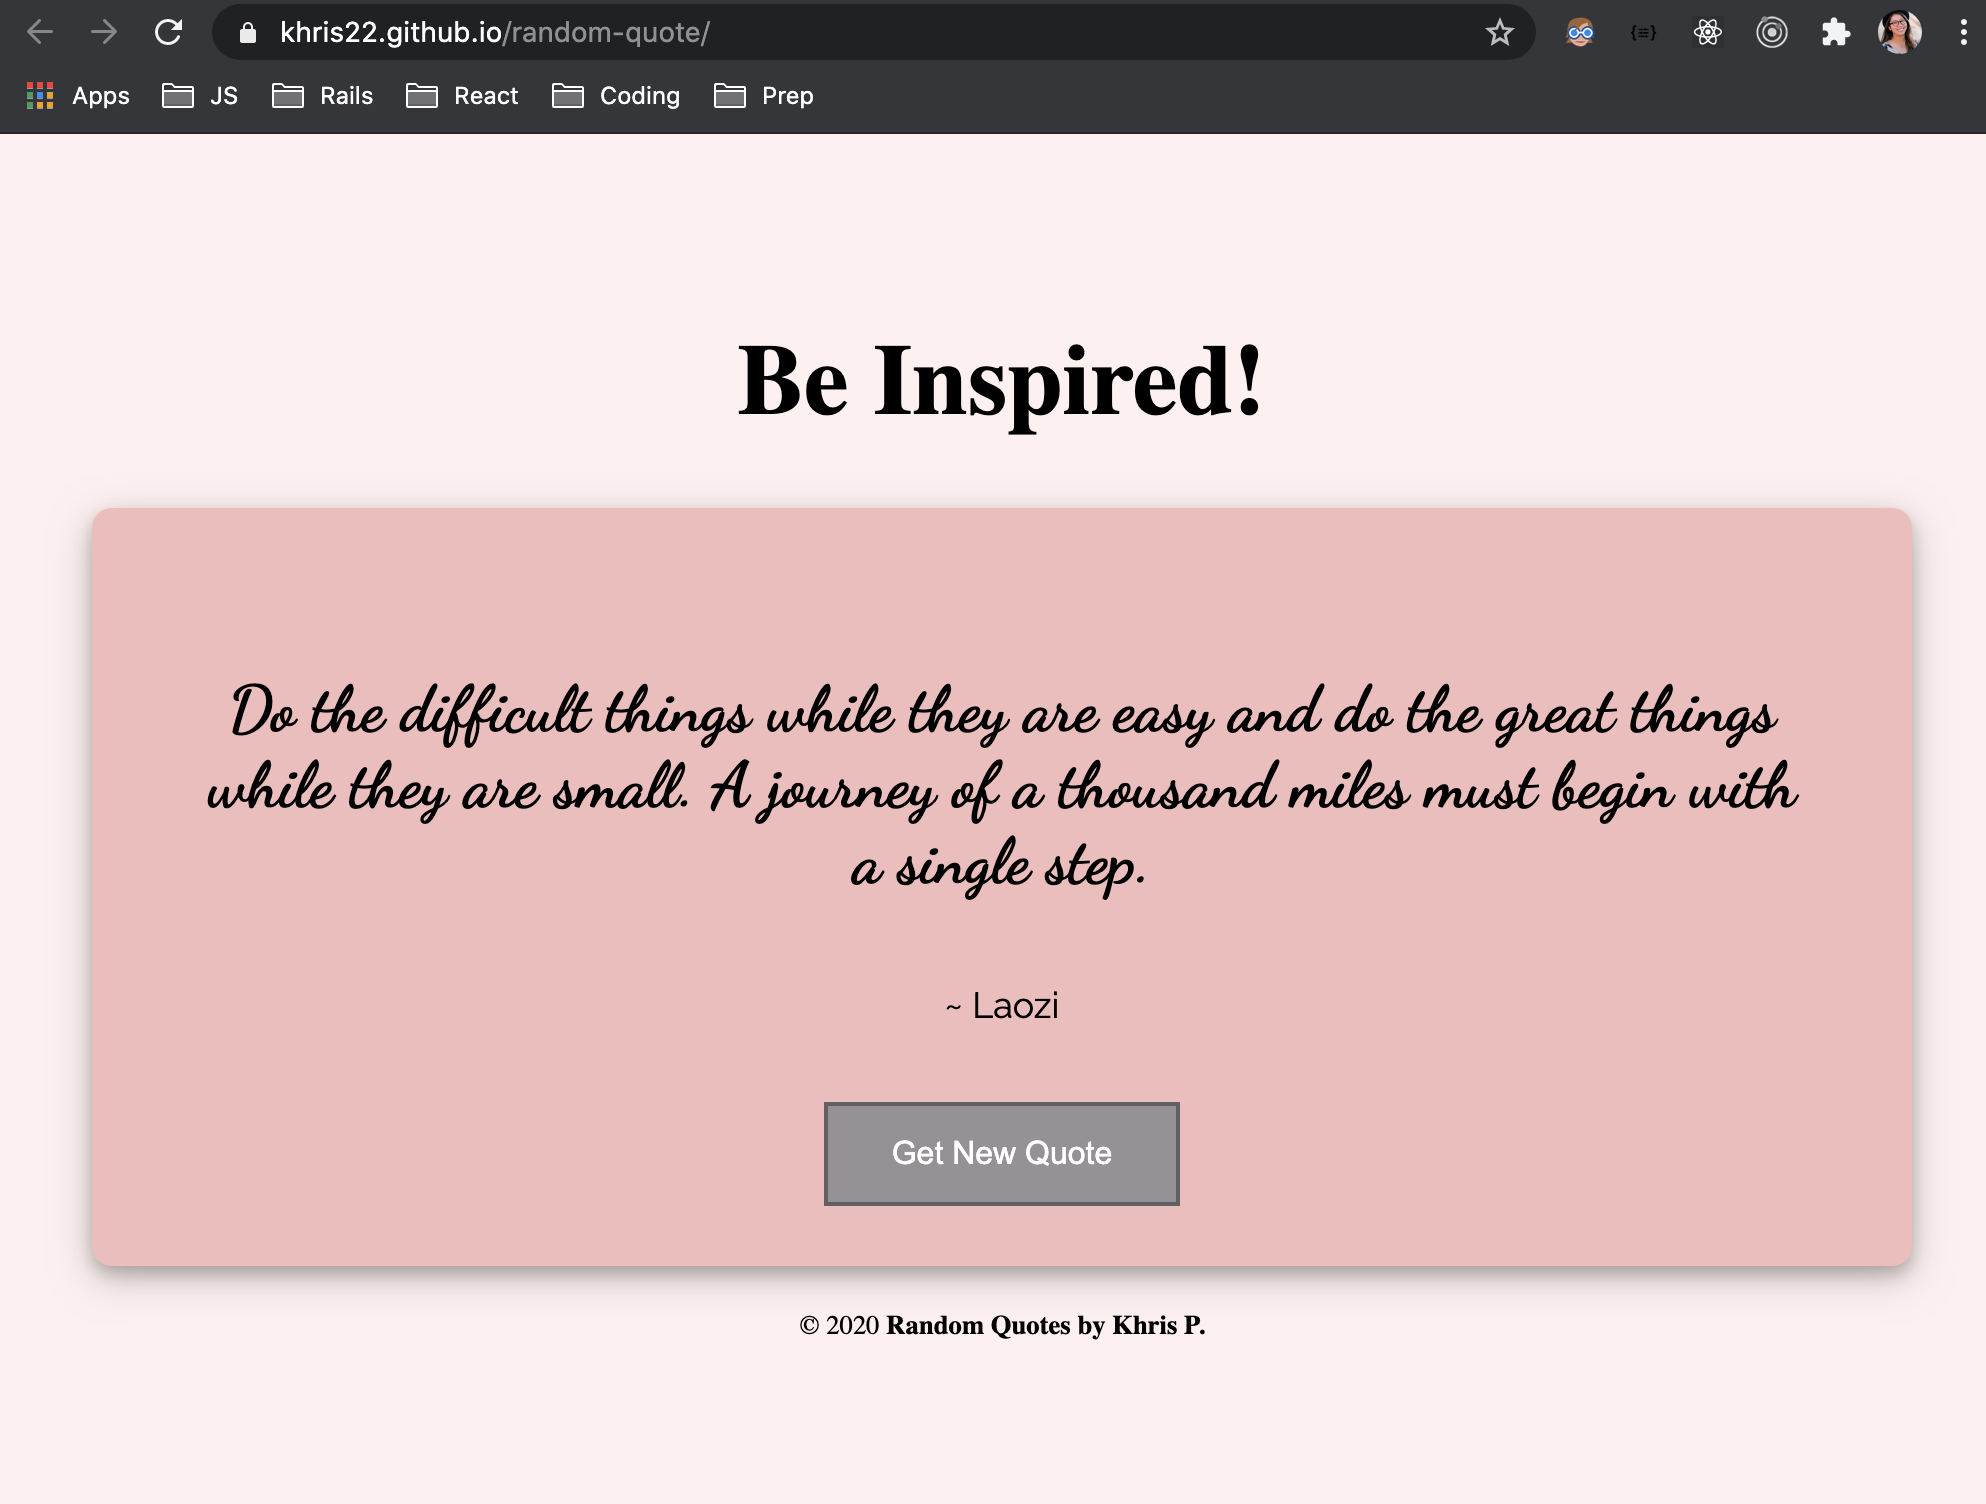 khris22.github.io/random-quote/
Apps JS Rails React Coding Prep
Be Inspired!
Do the difficult things while they are easy and do the great things
while they are small. A journey of a thousand miles must begin with
a single step.
~ Laozi
Get New Quote
© 2020 Random Quotes by Khris P.